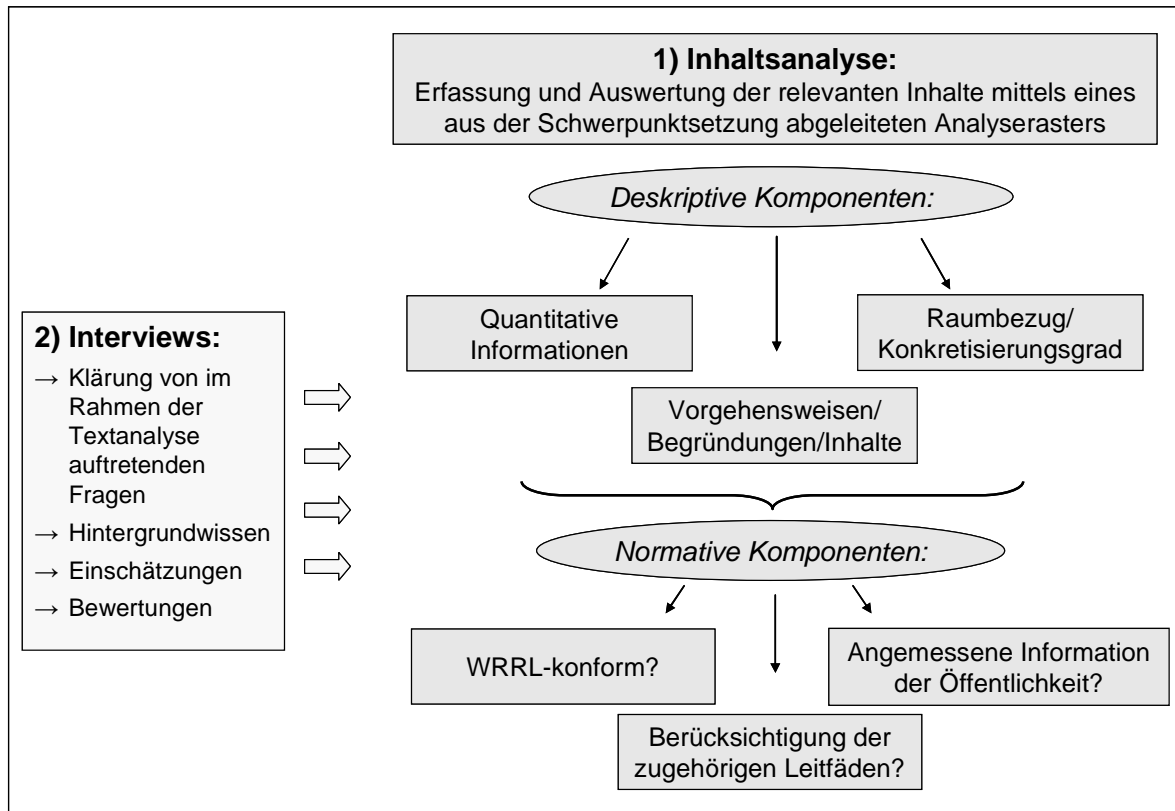 1) Inhaltsanalyse:
Erfassung und Auswertung der relevanten Inhalte mittels eines
aus der Schwerpunktsetzung abgeleiteten Analyserasters
Deskriptive Komponenten:
Quantitative
Informationen
Raumbezug/
Konkretisierungsgrad
Vorgehensweisen/
Begründungen/Inhalte
2) Interviews:
→ Klärung von im
Rahmen der
Textanalyse
auftretenden
Fragen
→ Hintergrundwissen
→ Einschätzungen
→ Bewertungen
Normative Komponenten:
WRRL-konform?
Angemessene Information
der Öffentlichkeit?
Berücksichtigung der
zugehörigen Leitfäden?